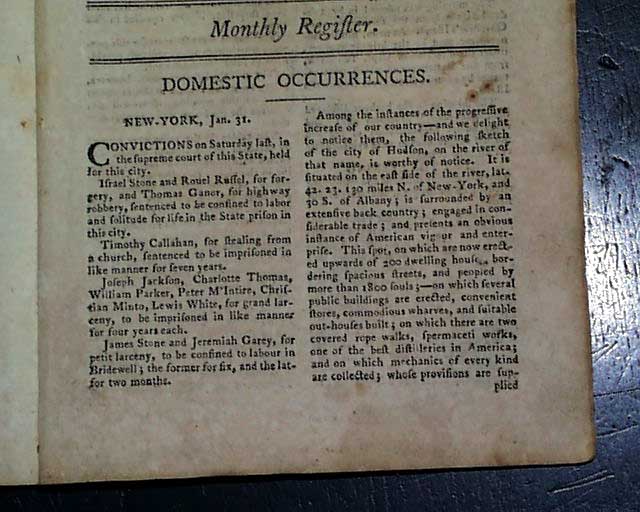 Monthly Regiſter.
DOMESTIC OCCURRENCES.
NEW-YORK, Jan. 31.
CONVICTIONS on Saturday laſt, in
the ſupreme court of this State, held
for this city.
Iſrael Stone and Rouel Ruſſel, for for-
gery, and Thomas Ganer, for highway
robbery, ſentenced to be confined to labor
and ſolitude for life in the State priſon in
this city.
Timothy Callahan, for ſtealing from
a church, ſentenced to be impriſoned in
like manner for ſeven years.
Joſeph Jackſon, Charlotte Thomas,
William Parker, Peter M'Intire, Chriſ-
tian Minto, Lewis White, for grand lar-
ceny, to be impriſoned in like manner
for four years each.
James Stone and Jeremiah Garey, for
petit larceny, to be confined to labour in
Bridewell; the former for ſix, and the lat-
ter for two months.
Among the inſtances of the progreſſive
increaſe of our country—and we delight
to notice them, the following ſketch
of the city of Hudſon, on the river of
that name, is worthy of notice. It is
ſituated on the eaſt ſide of the river, lat.
42. 23. 130 miles N. of New-York, and
30 S. of Albany; is ſurrounded by an
extenſive back country; engaged in con-
ſiderable trade; and preſents an obvious
inſtance of American vigour and enter-
priſe. This ſpot, on which are now erect-
ed upwards of 200 dwelling houſes, bor-
dering ſpacious ſtreets, and peopled by
more than 1800 ſouls;—on which ſeveral
public buildings are erected, convenient
ſtores, commodious wharves, and ſuitable
out-houſes built; on which there are two
covered rope walks, ſpermaceti works,
one of the beſt diſtilleries in America;
and on which mechanics of every kind
are collected; whoſe proviſions are ſup-
plied